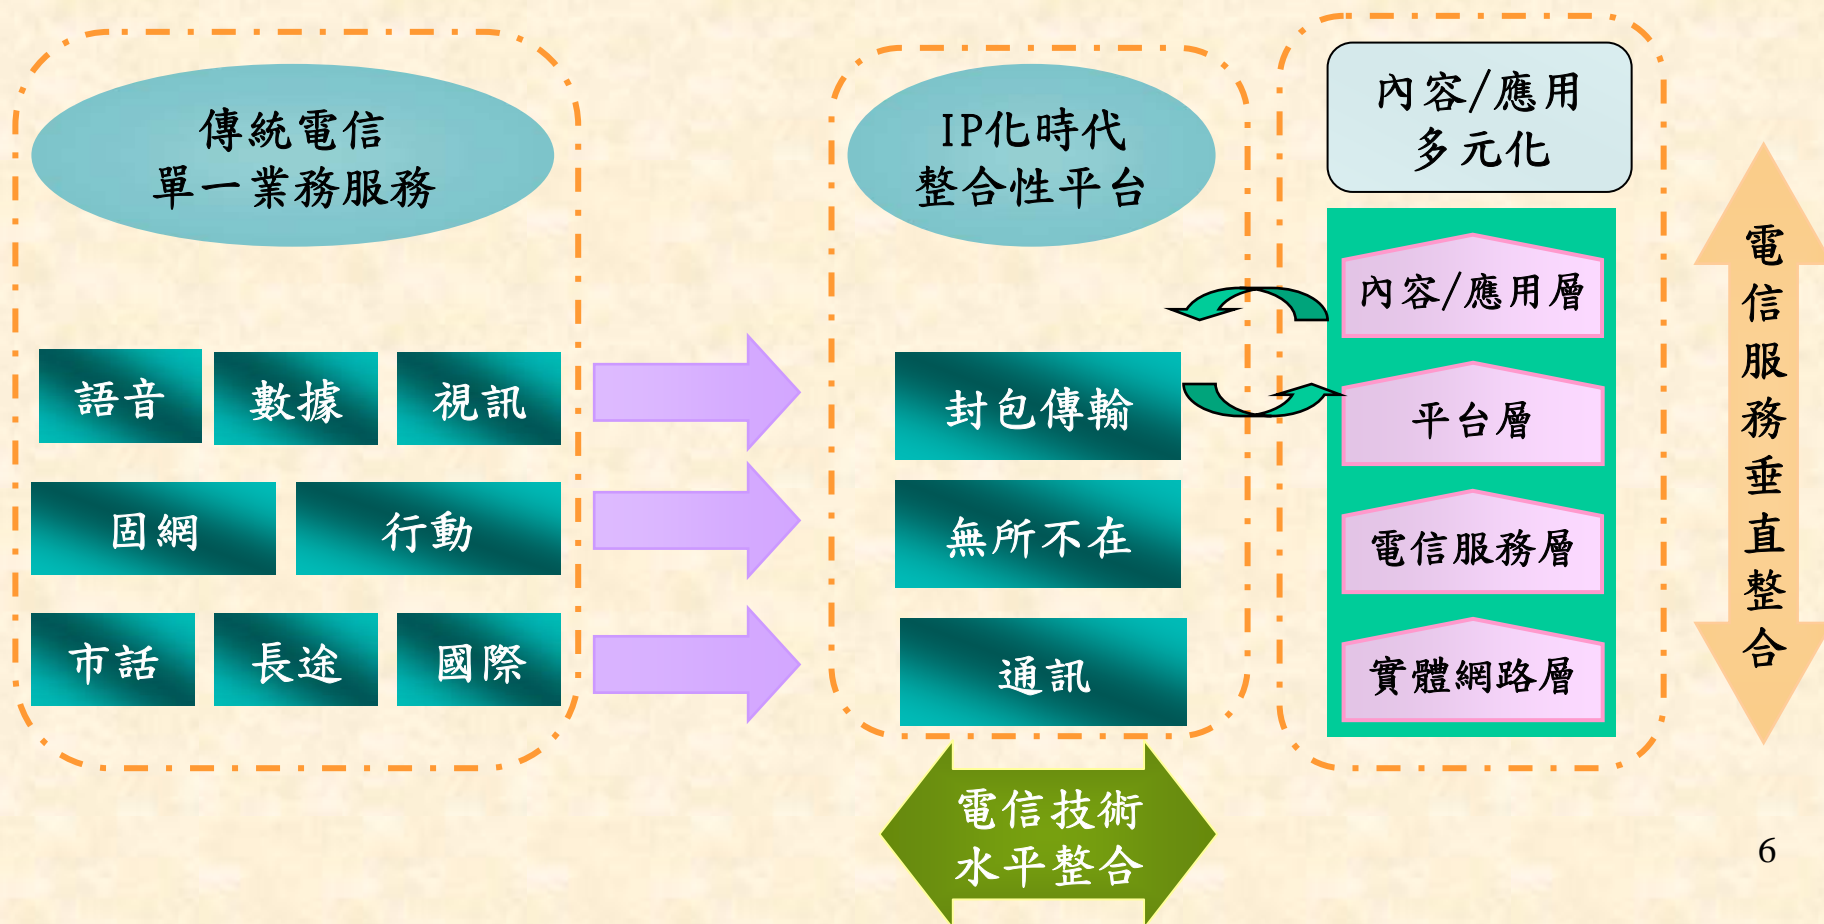 傳統電信
單一業務服務
語音
數據
視訊
固網
行動
市話
長途
國際
IP化時代
整合性平台
封包傳輸
無所不在
通訊
電信技術
水平整合
內容/應用
多元化
內容/應用層
平台層
電信服務層
實體網路層
電信服務垂直整合
6